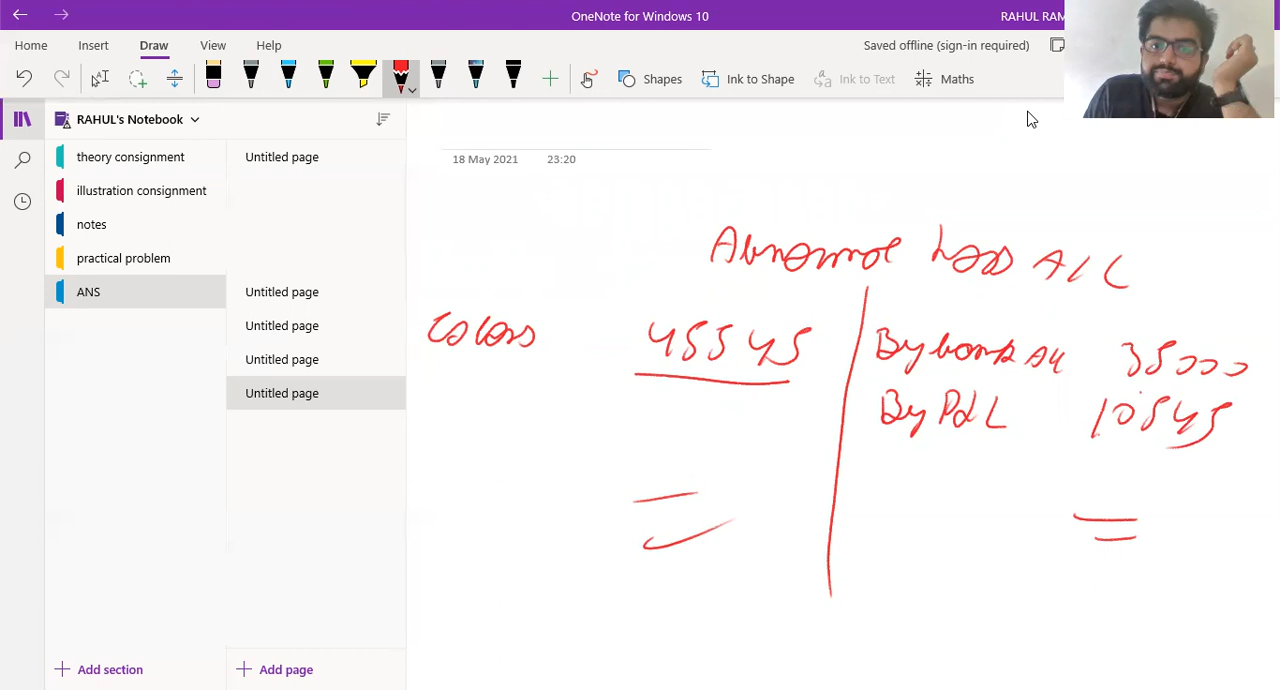 OneNote for Windows 10
RAHUL RAM
Home Insert Draw View Help
Saved offline (sign-in required)
Shapes Ink to Shape Ink to Text Maths
RAHUL's Notebook
theory consignment
illustration consignment
notes
practical problem
ANS
Untitled page
Untitled page
Untitled page
Untitled page
Untitled page
18 May 2021 23:20
Abnormal Loss A/C
45545
By bank A/c 35000
By P&L 10545
Add section
Add page